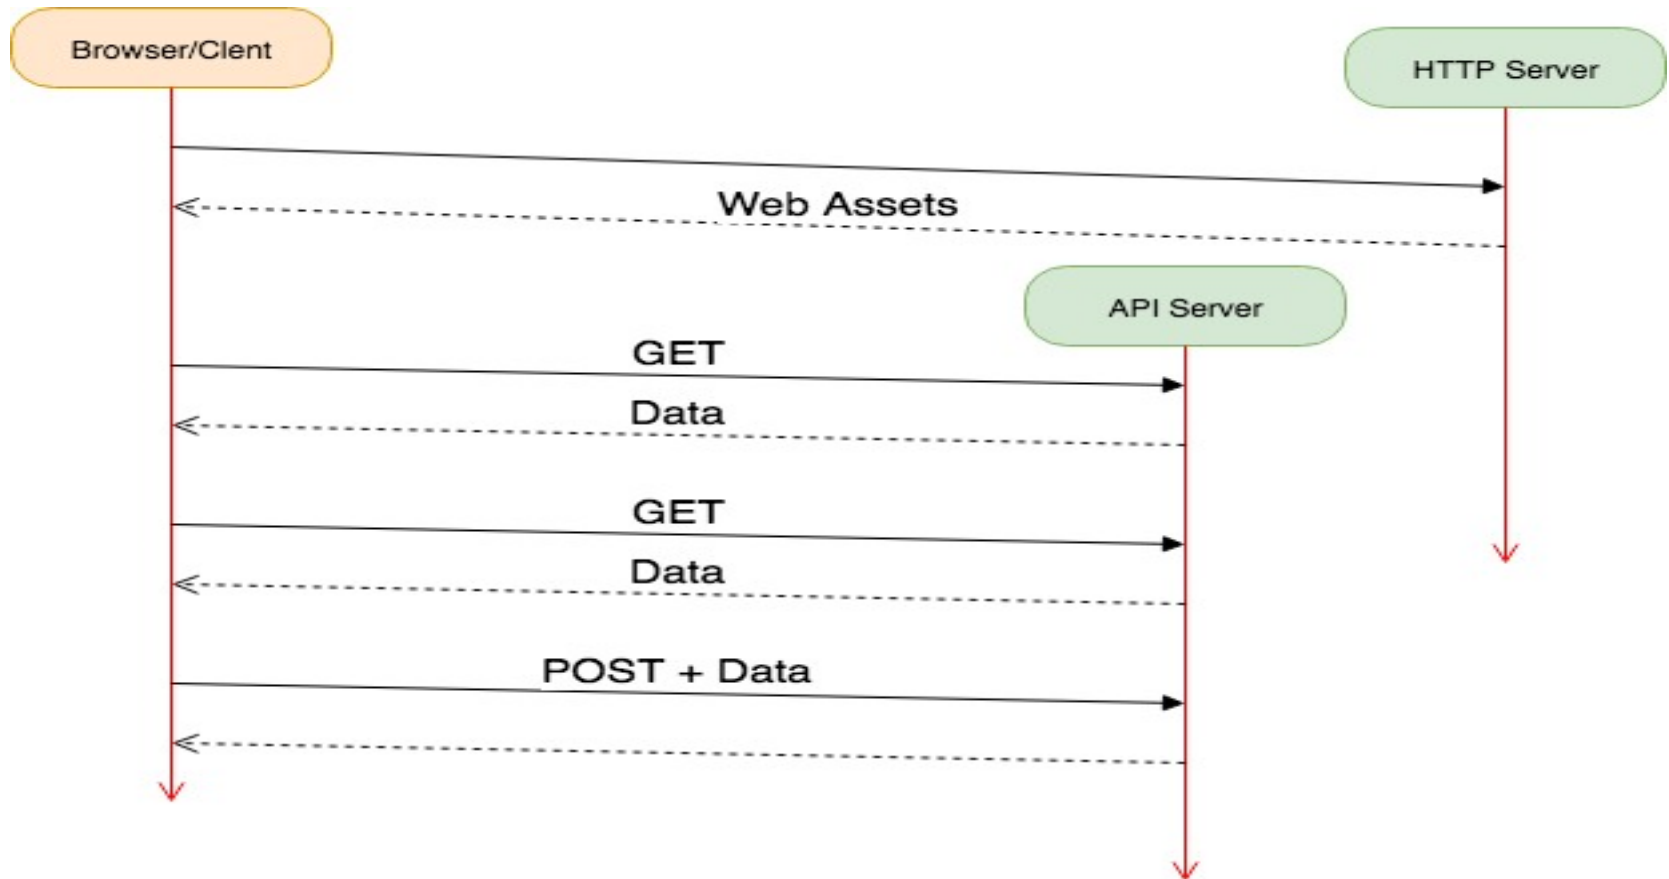 Browser/Clent
HTTP Server
Web Assets
API Server
GET
Data
GET
Data
POST + Data